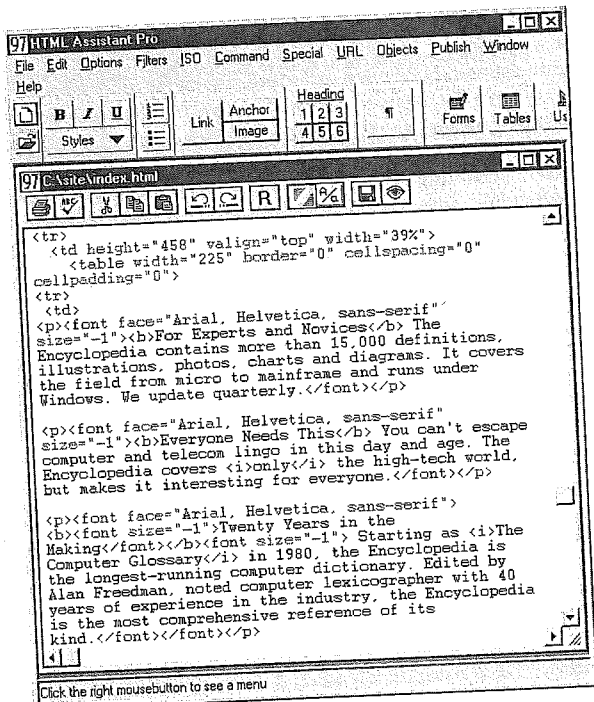 97 HTML Assistant Pro
File Edit Options Filters ISO Command Special URL Objects Publish Window
Help
B I U Link Anchor Heading ¶ Forms Tables Us
Styles Image 1 2 3
4 5 6
97 C:\site\index.html
ABC R A/a
<tr>
<td height="458" valign="top" width="39%">
<table width="225" border="0" cellspacing="0"
cellpadding="0">
<tr>
<td>
<p><font face="Arial, Helvetica, sans-serif"
size="-1"><b>For Experts and Novices</b> The
Encyclopedia contains more than 15,000 definitions,
illustrations, photos, charts and diagrams. It covers
the field from micro to mainframe and runs under
Windows. We update quarterly.</font></p>
<p><font face="Arial, Helvetica, sans-serif"
size="-1"><b>Everyone Needs This</b> You can't escape
computer and telecom lingo in this day and age. The
Encyclopedia covers <i>only</i> the high-tech world,
but makes it interesting for everyone.</font></p>
<p><font face="Arial, Helvetica, sans-serif">
<b><font size="-1">Twenty Years in the
Making</font></b><font size="-1"> Starting as <i>The
Computer Glossary</i> in 1980, the Encyclopedia is
the longest-running computer dictionary. Edited by
Alan Freedman, noted computer lexicographer with 40
years of experience in the industry, the Encyclopedia
is the most comprehensive reference of its
kind.</font></font></p>
Click the right mousebutton to see a menu